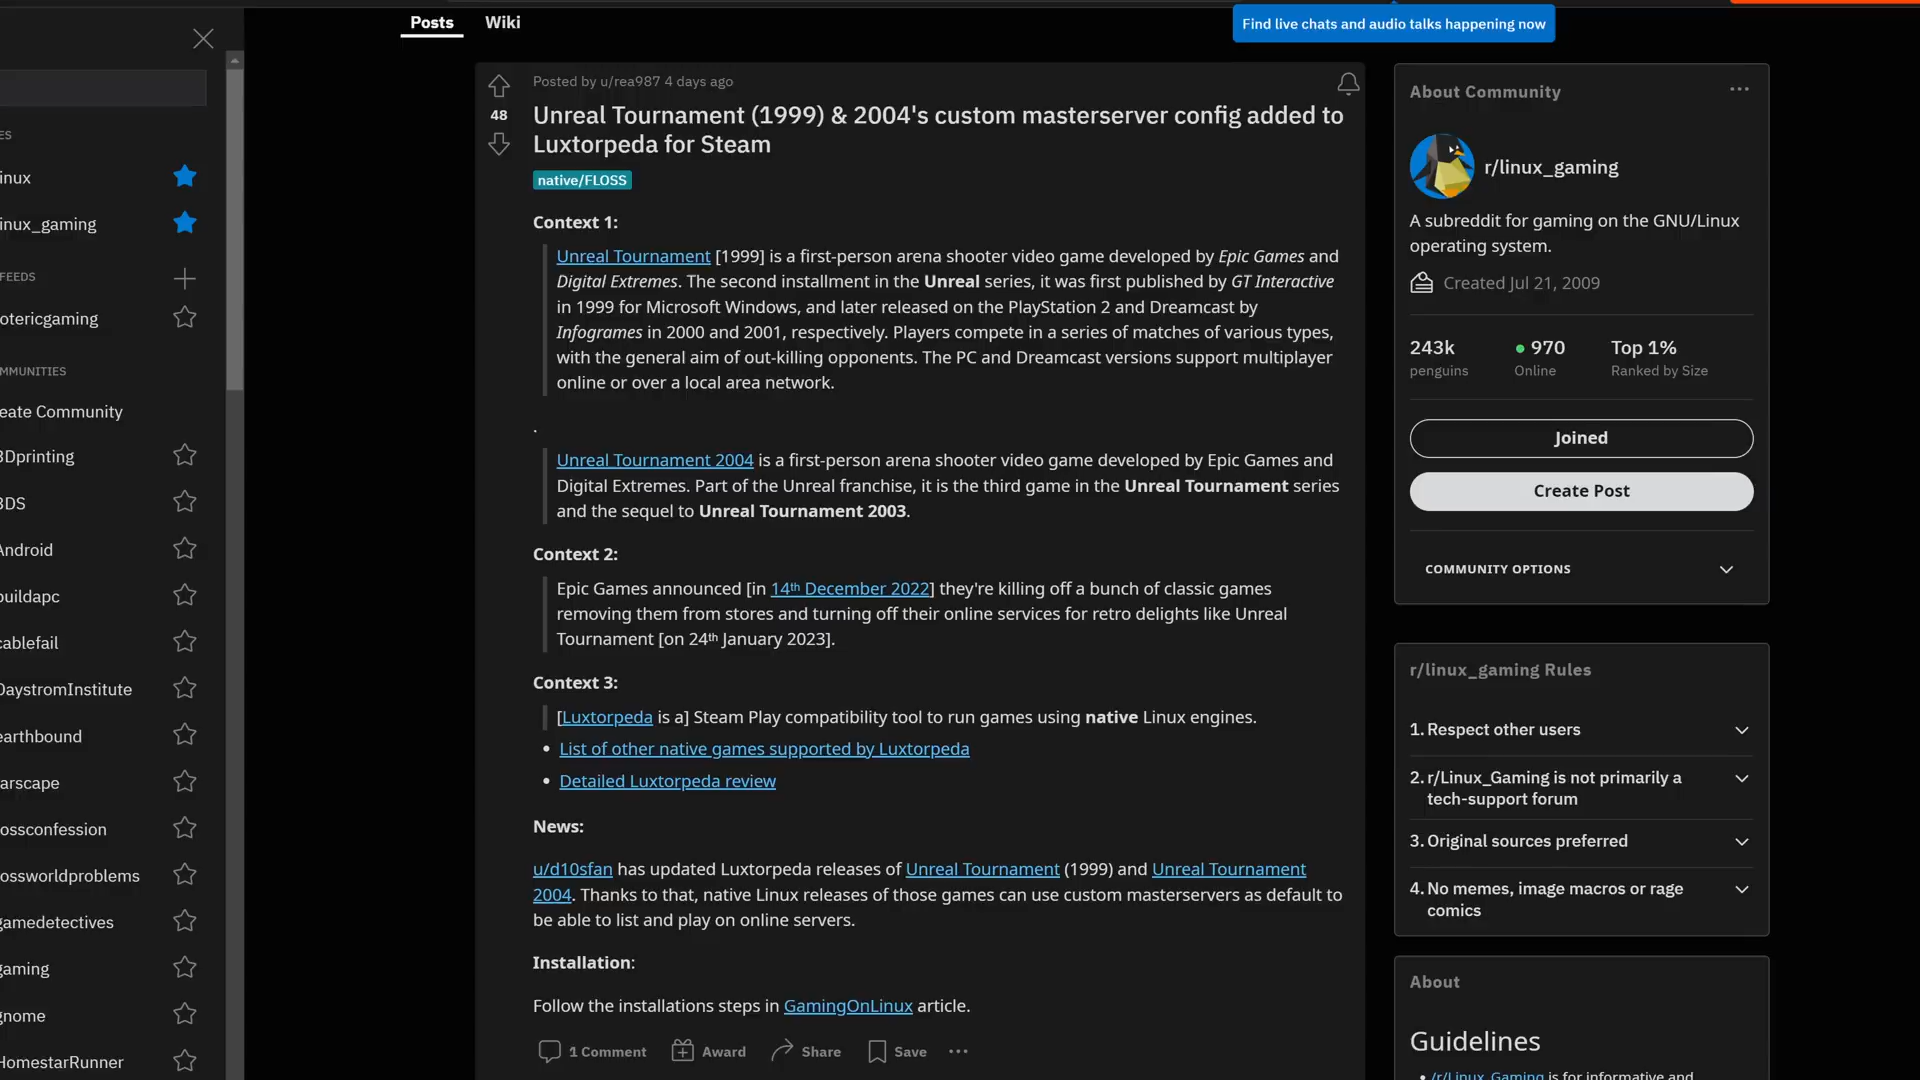 Posts
Wiki
Find live chats and audio talks happening now
ES
inux
inux_gaming
FEEDS
otericgaming
MMUNITIES
eate Community
3Dprinting
3DS
Android
buildapc
cablefail
DaystromInstitute
earthbound
arscape
ossconfession
ossworldproblems
gamedetectives
gaming
gnome
HomestarRunner
Posted by u/rea987 4 days ago
48
Unreal Tournament (1999) & 2004's custom masterserver config added to
Luxtorpeda for Steam
native/FLOSS
Context 1:
Unreal Tournament [1999] is a first-person arena shooter video game developed by Epic Games and
Digital Extremes. The second installment in the Unreal series, it was first published by GT Interactive
in 1999 for Microsoft Windows, and later released on the PlayStation 2 and Dreamcast by
Infogrames in 2000 and 2001, respectively. Players compete in a series of matches of various types,
with the general aim of out-killing opponents. The PC and Dreamcast versions support multiplayer
online or over a local area network.
.
Unreal Tournament 2004 is a first-person arena shooter video game developed by Epic Games and
Digital Extremes. Part of the Unreal franchise, it is the third game in the Unreal Tournament series
and the sequel to Unreal Tournament 2003.
Context 2:
Epic Games announced [in 14th December 2022] they're killing off a bunch of classic games
removing them from stores and turning off their online services for retro delights like Unreal
Tournament [on 24th January 2023].
Context 3:
[Luxtorpeda is a] Steam Play compatibility tool to run games using native Linux engines.
• List of other native games supported by Luxtorpeda
• Detailed Luxtorpeda review
News:
u/d10sfan has updated Luxtorpeda releases of Unreal Tournament (1999) and Unreal Tournament
2004. Thanks to that, native Linux releases of those games can use custom masterservers as default to
be able to list and play on online servers.
Installation:
Follow the installations steps in GamingOnLinux article.
1 Comment
Award
Share
Save
About Community
r/linux_gaming
A subreddit for gaming on the GNU/Linux
operating system.
Created Jul 21, 2009
243k
970
Top 1%
penguins
Online
Ranked by Size
Joined
Create Post
COMMUNITY OPTIONS
r/linux_gaming Rules
1. Respect other users
2. r/Linux_Gaming is not primarily a
tech-support forum
3. Original sources preferred
4. No memes, image macros or rage
comics
About
Guidelines
• /r/Linux_Gaming is for informative and